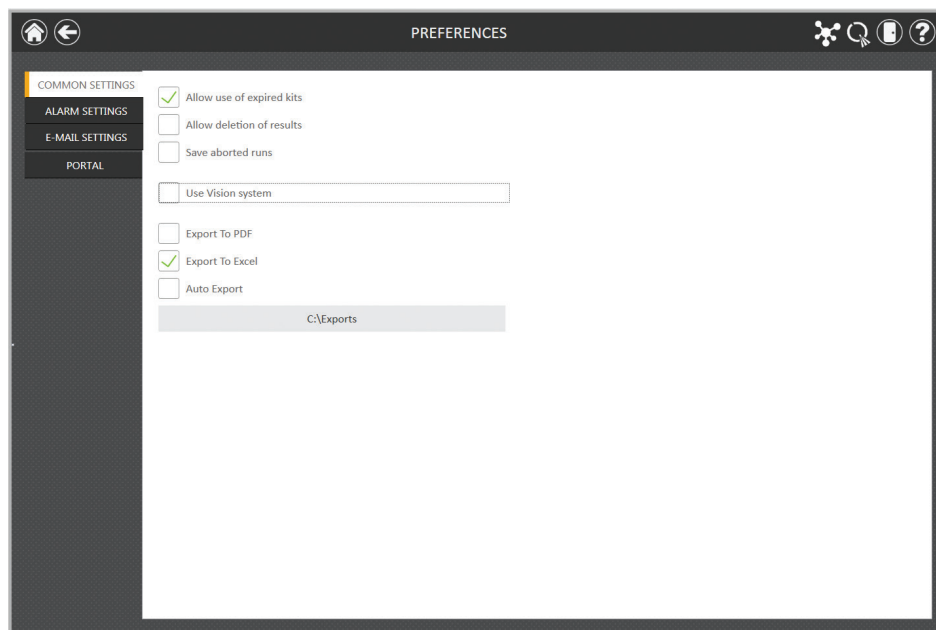 PREFERENCES
?
COMMON SETTINGS
ALARM SETTINGS
E-MAIL SETTINGS
PORTAL
Allow use of expired kits
Allow deletion of results
Save aborted runs
Use Vision system
Export To PDF
Export To Excel
Auto Export
C:\Exports